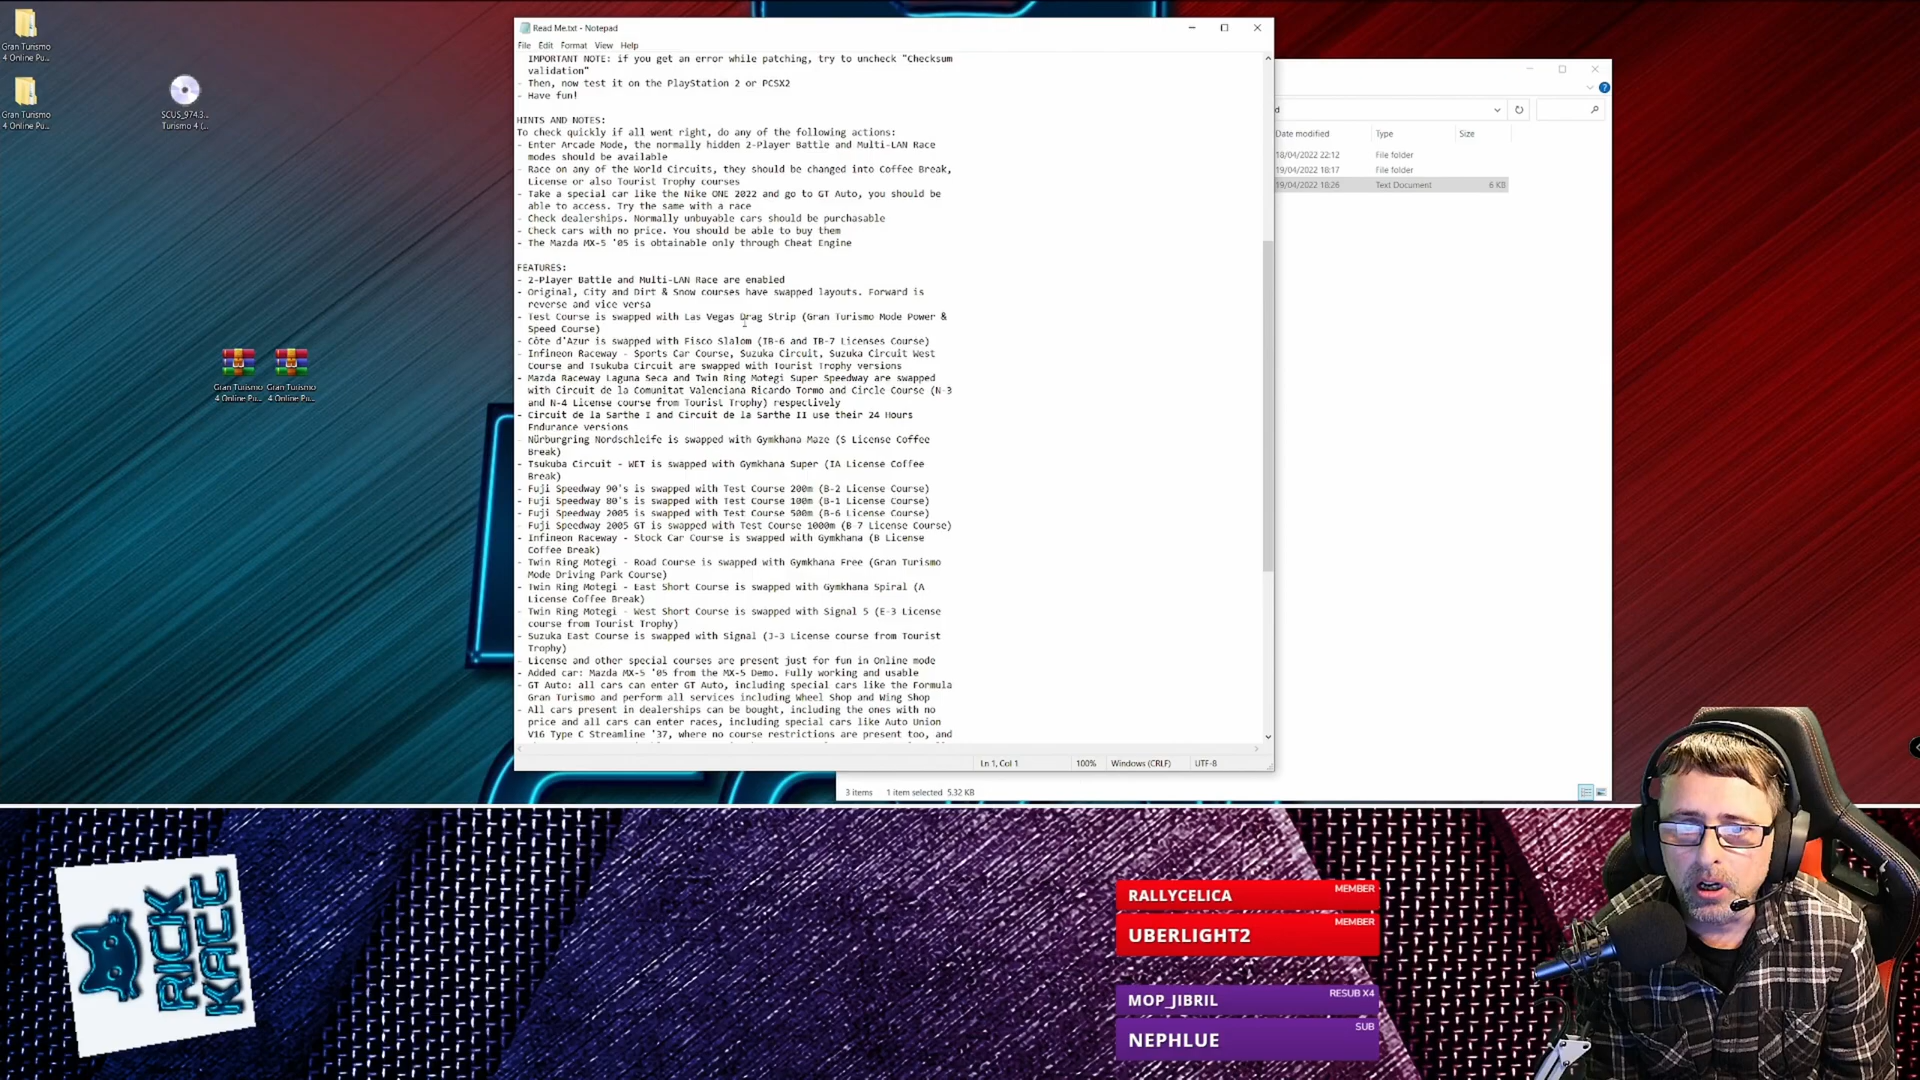 Gran Turismo
4 Online Pu...
Gran Turismo
4 Online Pu...
SCUS_974.3...
Turismo 4 (...
Gran Turismo
4 Online Pu...
Gran Turismo
4 Online Pu...
Read Me.txt - Notepad
File Edit Format View Help
IMPORTANT NOTE: if you get an error while patching, try to uncheck "Checksum
validation"
- Then, now test it on the PlayStation 2 or PCSX2
- Have fun!
HINTS AND NOTES:
To check quickly if all went right, do any of the following actions:
- Enter Arcade Mode, the normally hidden 2-Player Battle and Multi-LAN Race
modes should be available
- Race on any of the World Circuits, they should be changed into Coffee Break,
License or also Tourist Trophy courses
- Take a special car like the Nike ONE 2022 and go to GT Auto, you should be
able to access. Try the same with a race
- Check dealerships. Normally unbuyable cars should be purchasable
- Check cars with no price. You should be able to buy them
- The Mazda MX-5 '05 is obtainable only through Cheat Engine
FEATURES:
- 2-Player Battle and Multi-LAN Race are enabled
- Original, City and Dirt & Snow courses have swapped layouts. Forward is
reverse and vice versa
- Test Course is swapped with Las Vegas Drag Strip (Gran Turismo Mode Power &
Speed Course)
- Côte d'Azur is swapped with Fisco Slalom (IB-6 and IB-7 Licenses Course)
- Infineon Raceway - Sports Car Course, Suzuka Circuit, Suzuka Circuit West
Course and Tsukuba Circuit are swapped with Tourist Trophy versions
- Mazda Raceway Laguna Seca and Twin Ring Motegi Super Speedway are swapped
with Circuit de la Comunitat Valenciana Ricardo Tormo and Circle Course (N-3
and N-4 License course from Tourist Trophy) respectively
- Circuit de la Sarthe I and Circuit de la Sarthe II use their 24 Hours
Endurance versions
- Nürburgring Nordschleife is swapped with Gymkhana Maze (S License Coffee
Break)
- Tsukuba Circuit - WET is swapped with Gymkhana Super (IA License Coffee
Break)
- Fuji Speedway 90's is swapped with Test Course 200m (B-2 License Course)
- Fuji Speedway 80's is swapped with Test Course 100m (B-1 License Course)
- Fuji Speedway 2005 is swapped with Test Course 500m (B-6 License Course)
- Fuji Speedway 2005 GT is swapped with Test Course 1000m (B-7 License Course)
- Infineon Raceway - Stock Car Course is swapped with Gymkhana (B License
Coffee Break)
- Twin Ring Motegi - Road Course is swapped with Gymkhana Free (Gran Turismo
Mode Driving Park Course)
- Twin Ring Motegi - East Short Course is swapped with Gymkhana Spiral (A
License Coffee Break)
- Twin Ring Motegi - West Short Course is swapped with Signal 5 (E-3 License
course from Tourist Trophy)
- Suzuka East Course is swapped with Signal (J-3 License course from Tourist
Trophy)
- License and other special courses are present just for fun in Online mode
- Added car: Mazda MX-5 '05 from the MX-5 Demo. Fully working and usable
- GT Auto: all cars can enter GT Auto, including special cars like the Formula
Gran Turismo and perform all services including Wheel Shop and Wing Shop
- All cars present in dealerships can be bought, including the ones with no
price and all cars can enter races, including special cars like Auto Union
V16 Type C Streamline '37, where no course restrictions are present too, and
Ln 1, Col 1 100% Windows (CRLF) UTF-8
d
Date modified Type Size
18/04/2022 22:12 File folder
19/04/2022 18:17 File folder
19/04/2022 18:26 Text Document 6 KB
3 items 1 item selected 5.32 KB
RICK
KACC
RALLYCELICA MEMBER
UBERLIGHT2 MEMBER
MOP_JIBRIL RESUB X4
NEPHLUE SUB